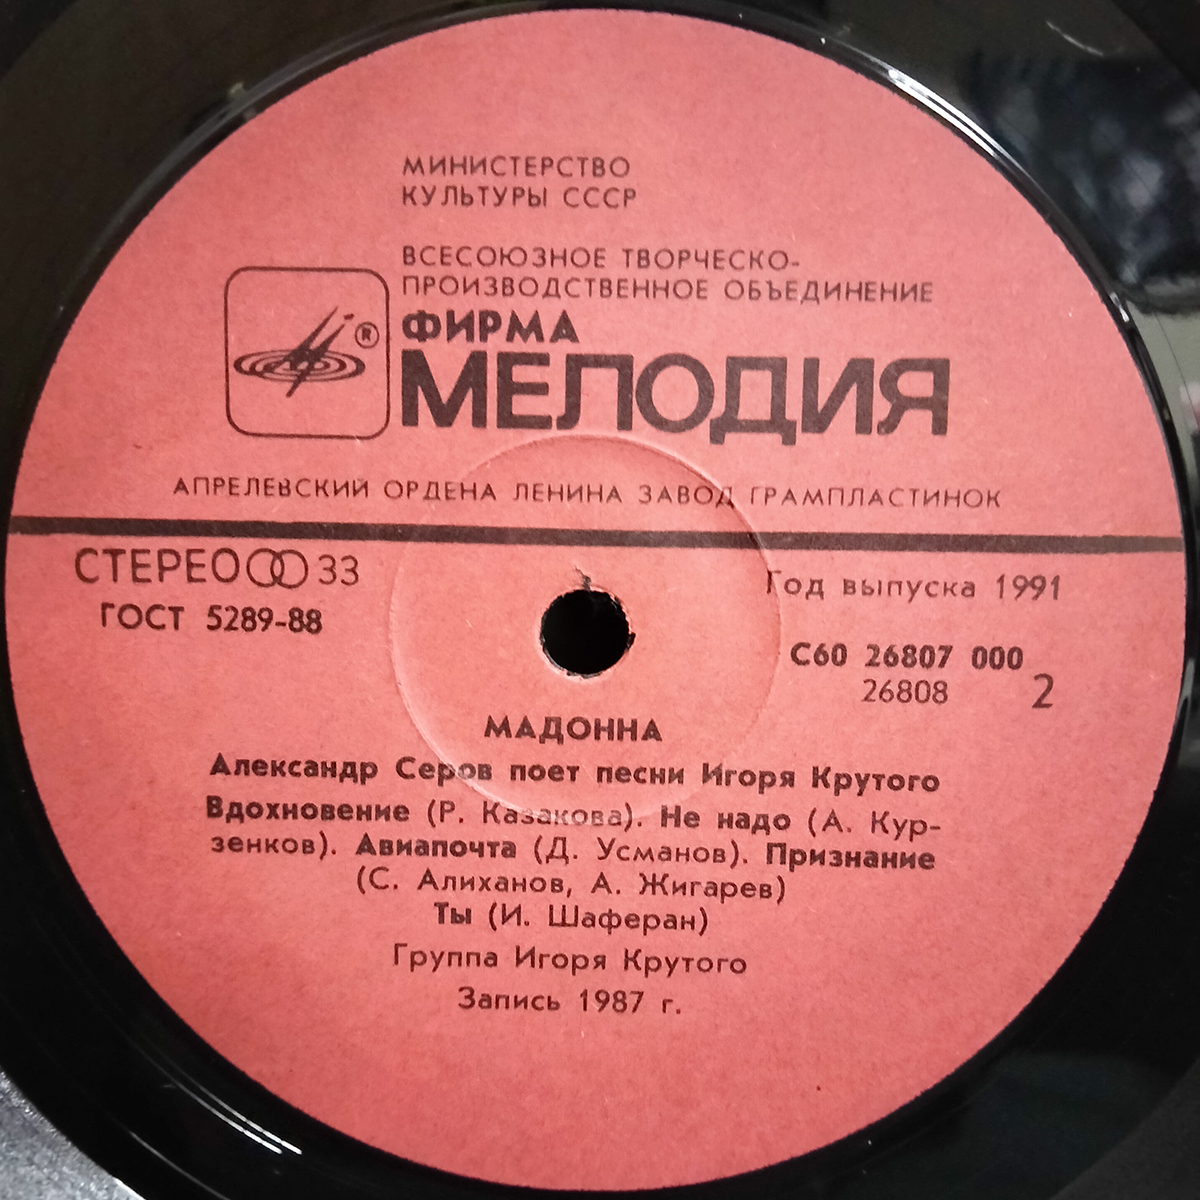 МИНИСТЕРСТВО
КУЛЬТУРЫ СССР
ВСЕСОЮЗНОЕ ТВОРЧЕСКО-
ПРОИЗВОДСТВЕННОЕ ОБЪЕДИНЕНИЕ
®
ФИРМА
МЕЛОДИЯ
АПРЕЛЕВСКИЙ ОРДЕНА ЛЕНИНА ЗАВОД ГРАМПЛАСТИНОК
СТЕРЕО 33
ГОСТ 5289-88
Год выпуска 1991
С60 26807 000
26808 2
МАДОННА
Александр Серов поет песни Игоря Крутого
Вдохновение (Р. Казакова). Не надо (А. Кур-
зенков). Авиапочта (Д. Усманов). Признание
(С. Алиханов, А. Жигарев)
Ты (И. Шаферан)
Группа Игоря Крутого
Запись 1987 г.